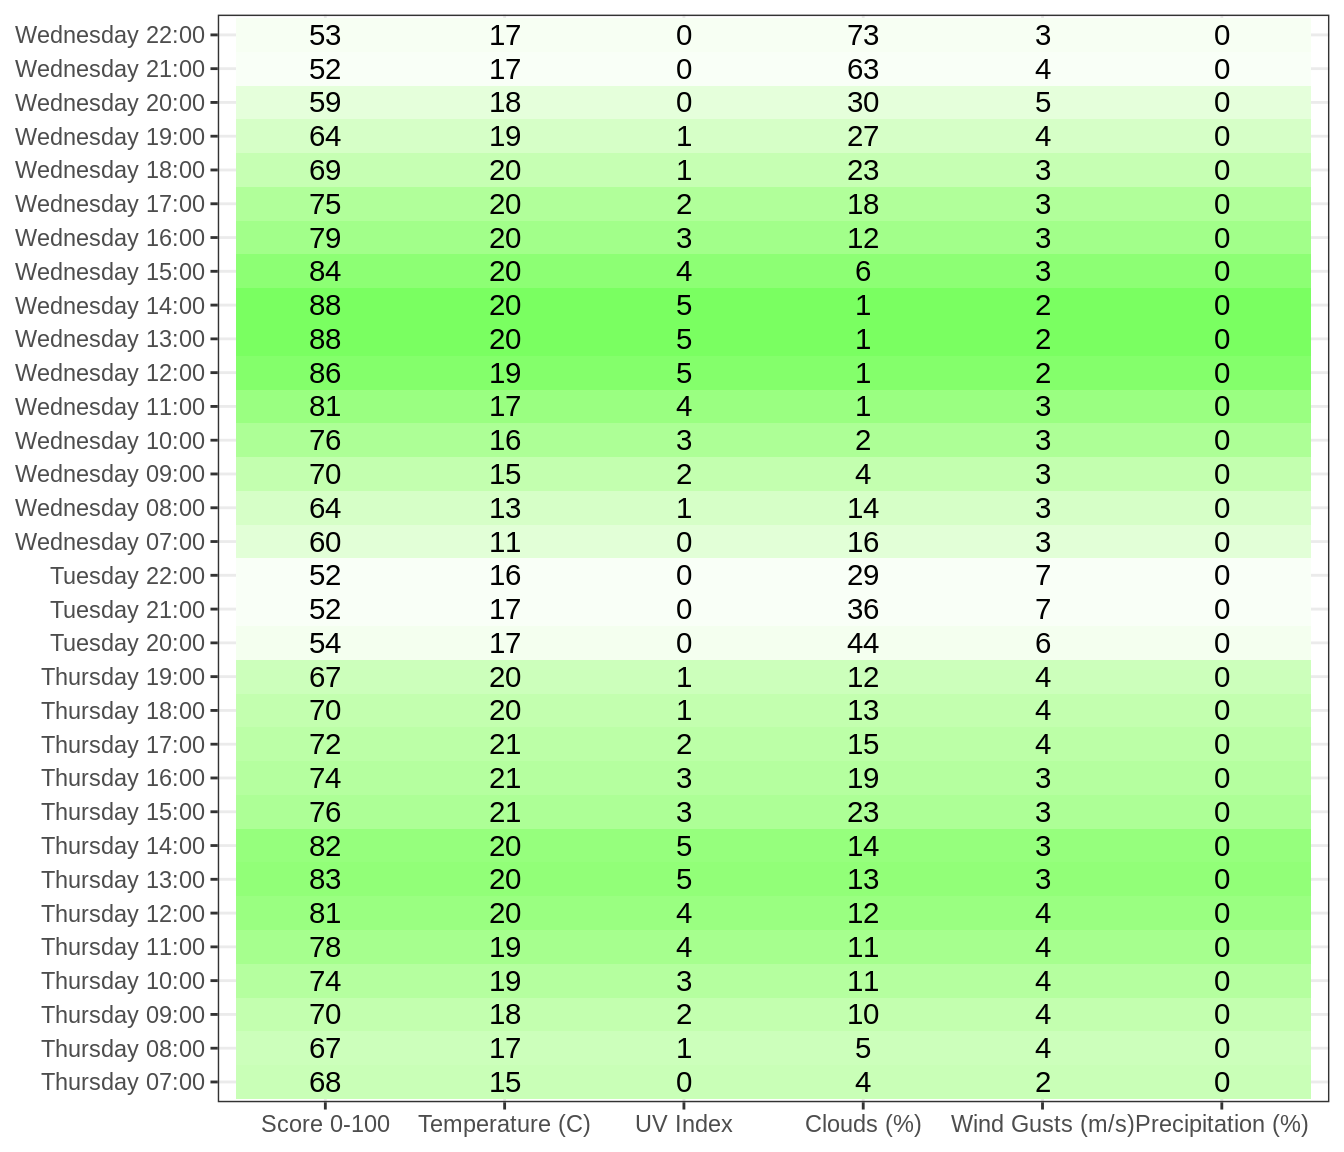 Wednesday 22:00 53 17 0 73 3 0
Wednesday 21:00 52 17 0 63 4 0
Wednesday 20:00 59 18 0 30 5 0
Wednesday 19:00 64 19 1 27 4 0
Wednesday 18:00 69 20 1 23 3 0
Wednesday 17:00 75 20 2 18 3 0
Wednesday 16:00 79 20 3 12 3 0
Wednesday 15:00 84 20 4 6 3 0
Wednesday 14:00 88 20 5 1 2 0
Wednesday 13:00 88 20 5 1 2 0
Wednesday 12:00 86 19 5 1 2 0
Wednesday 11:00 81 17 4 1 3 0
Wednesday 10:00 76 16 3 2 3 0
Wednesday 09:00 70 15 2 4 3 0
Wednesday 08:00 64 13 1 14 3 0
Wednesday 07:00 60 11 0 16 3 0
Tuesday 22:00 52 16 0 29 7 0
Tuesday 21:00 52 17 0 36 7 0
Tuesday 20:00 54 17 0 44 6 0
Thursday 19:00 67 20 1 12 4 0
Thursday 18:00 70 20 1 13 4 0
Thursday 17:00 72 21 2 15 4 0
Thursday 16:00 74 21 3 19 3 0
Thursday 15:00 76 21 3 23 3 0
Thursday 14:00 82 20 5 14 3 0
Thursday 13:00 83 20 5 13 3 0
Thursday 12:00 81 20 4 12 4 0
Thursday 11:00 78 19 4 11 4 0
Thursday 10:00 74 19 3 11 4 0
Thursday 09:00 70 18 2 10 4 0
Thursday 08:00 67 17 1 5 4 0
Thursday 07:00 68 15 0 4 2 0
Score 0-100 Temperature (C) UV Index Clouds (%) Wind Gusts (m/s) Precipitation (%)